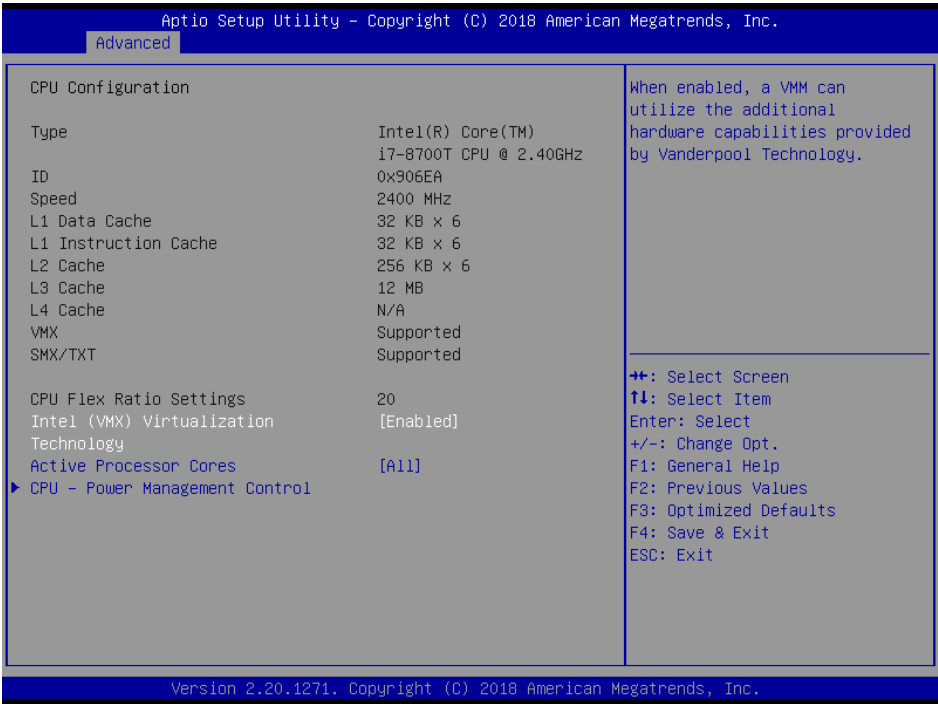 Aptio Setup Utility – Copyright (C) 2018 American Megatrends, Inc.
Advanced
CPU Configuration
Type Intel(R) Core(TM)
i7-8700T CPU @ 2.40GHz
ID 0x906EA
Speed 2400 MHz
L1 Data Cache 32 KB x 6
L1 Instruction Cache 32 KB x 6
L2 Cache 256 KB x 6
L3 Cache 12 MB
L4 Cache N/A
VMX Supported
SMX/TXT Supported
CPU Flex Ratio Settings 20
Intel (VMX) Virtualization [Enabled]
Technology
Active Processor Cores [All]
CPU – Power Management Control
When enabled, a VMM can
utilize the additional
hardware capabilities provided
by Vanderpool Technology.
→←: Select Screen
↑↓: Select Item
Enter: Select
+/-: Change Opt.
F1: General Help
F2: Previous Values
F3: Optimized Defaults
F4: Save & Exit
ESC: Exit
Version 2.20.1271. Copyright (C) 2018 American Megatrends, Inc.